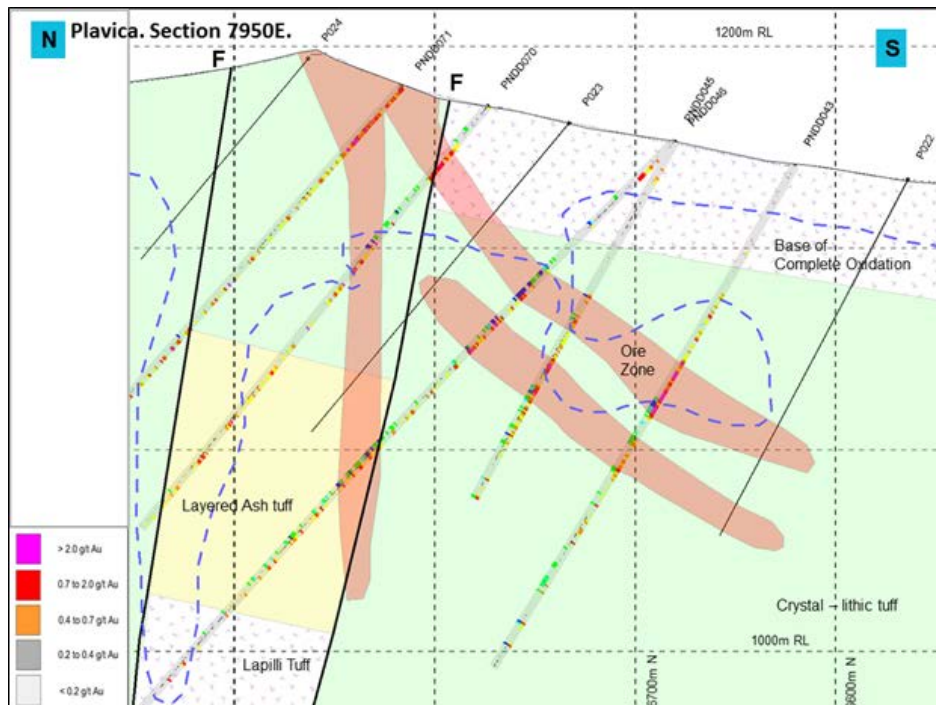 Plavica. Section 7950E.
N
S
1200m RL
F
F
P024
PNDD071
PNDD070
P023
PNDD045
PNDD046
PNDD043
P022
Base of
Complete Oxidation
Ore
Zone
Layered Ash tuff
Crystal – lithic tuff
Lapilli Tuff
1000m RL
> 2.0 g/t Au
0.7 to 2.0 g/t Au
0.4 to 0.7 g/t Au
0.2 to 0.4 g/t Au
< 0.2 g/t Au